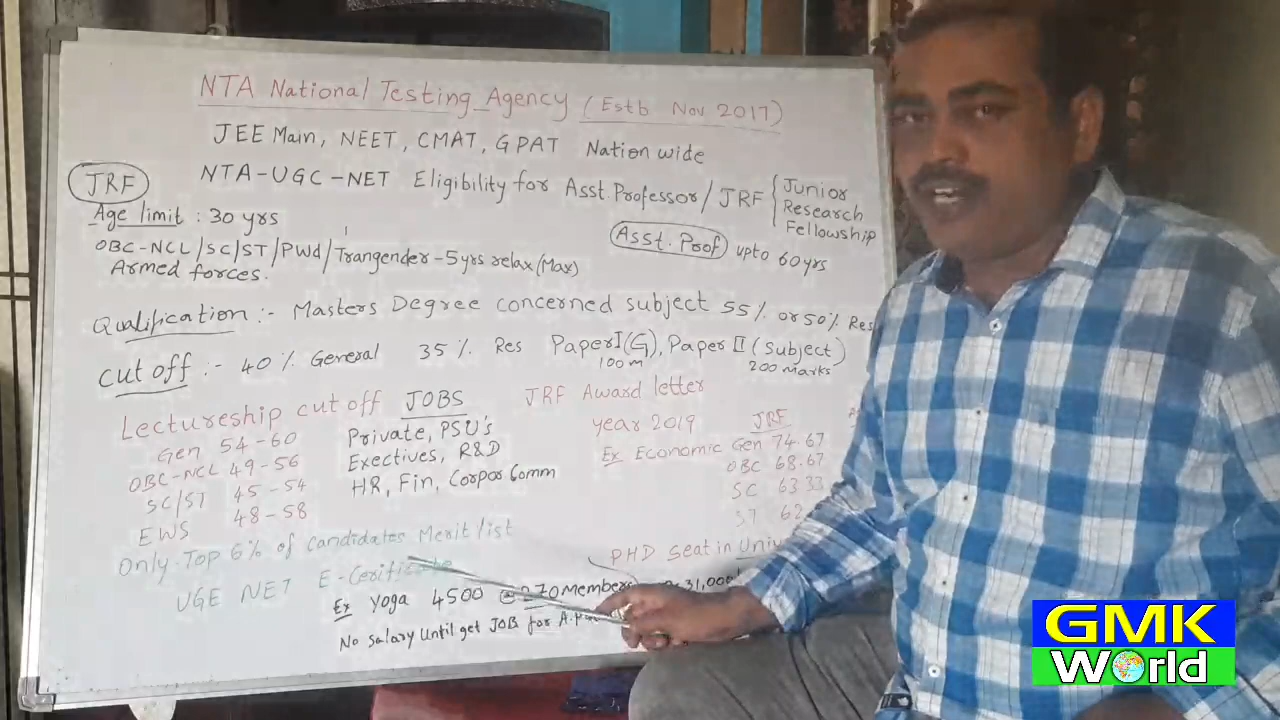 NTA National Testing Agency (Estb Nov 2017)
JEE Main, NEET, CMAT, GPAT Nation wide
NTA-UGC-NET Eligibility for Asst.Professor / JRF { Junior Research Fellowship
JRF
Age limit : 30 yrs
OBC-NCL/SC/ST/PWd/Trangender-5yrs relax(Max)
Armed forces.
Asst. Prof upto 60yrs
Qualification :- Masters Degree concerned subject 55% or 50% Res
Cut off :- 40% General 35% Res PaperI(G), Paper II (Subject)
100m 200 marks
Lectureship cut off
Gen 54-60
OBC-NCL 49-56
SC/ST 45-54
EWS 48-58
JOBS
Private, PSU's
Exectives, R&D
HR, Fin, Corpor Comm
JRF Award letter
year 2019 JRF
Ex Economic Gen 74.67
OBC 68.67
SC 63.33
ST 62
Only Top 6% of Candidates Merit list
UGE NET E-Cerificate
PHD Seat in Univ
Ex Yoga 4500 270 Members 31,000
No salary until get JOB for
GMK
World